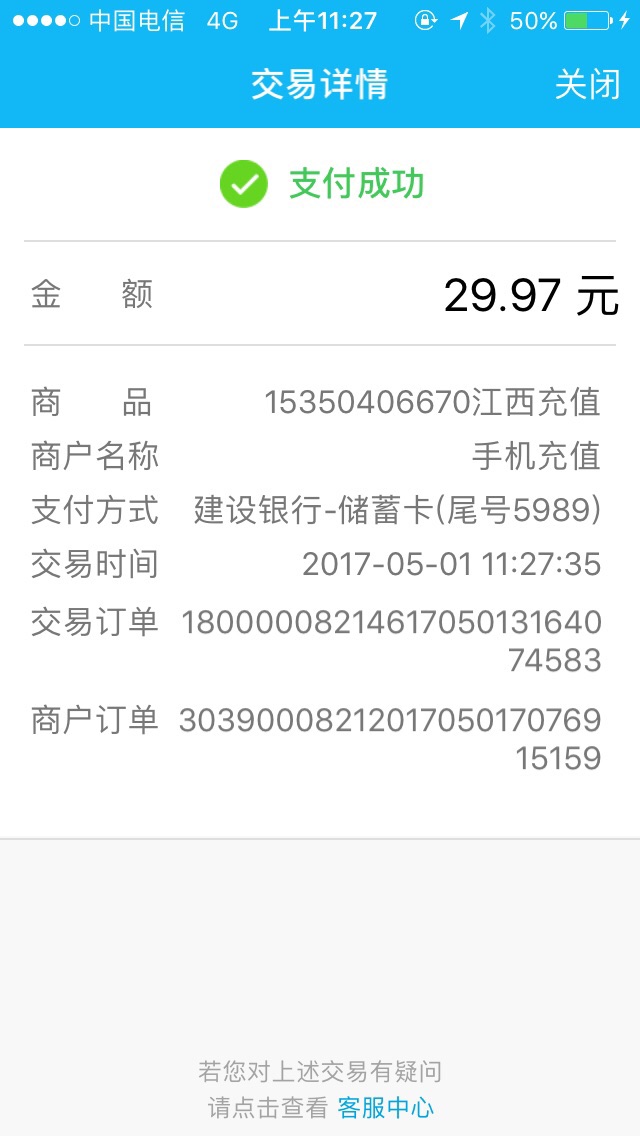 中国电信 4G 上午11:27 50%
交易详情 关闭
支付成功
金 额 29.97 元
商 品 15350406670江西充值
商户名称 手机充值
支付方式 建设银行-储蓄卡(尾号5989)
交易时间 2017-05-01 11:27:35
交易订单 18000008214617050131640
74583
商户订单 30390008212017050170769
15159
若您对上述交易有疑问
请点击查看 客服中心